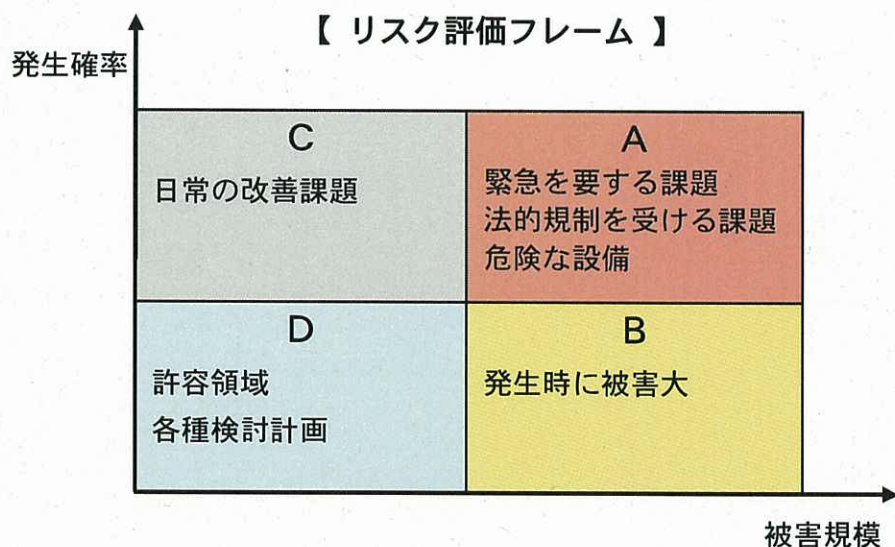 【 リスク評価フレーム 】
発生確率
C
日常の改善課題
A
緊急を要する課題
法的規制を受ける課題
危険な設備
D
許容領域
各種検討計画
B
発生時に被害大
被害規模